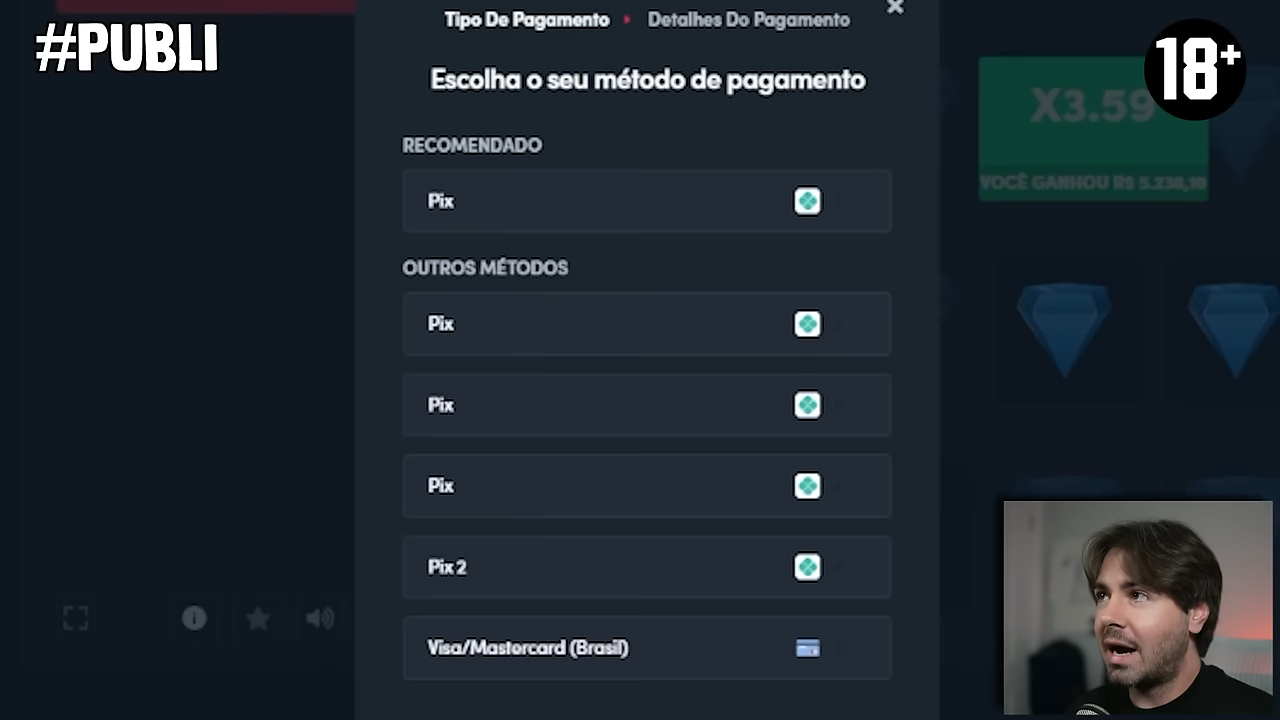 #PUBLI
18+
Tipo De Pagamento
Detalhes Do Pagamento
Escolha o seu método de pagamento
X3.59
RECOMENDADO
VOCÊ GANHOU R$ 5.238,10
Pix
OUTROS MÉTODOS
Pix
Pix
Pix
Pix 2
Visa/Mastercard (Brasil)